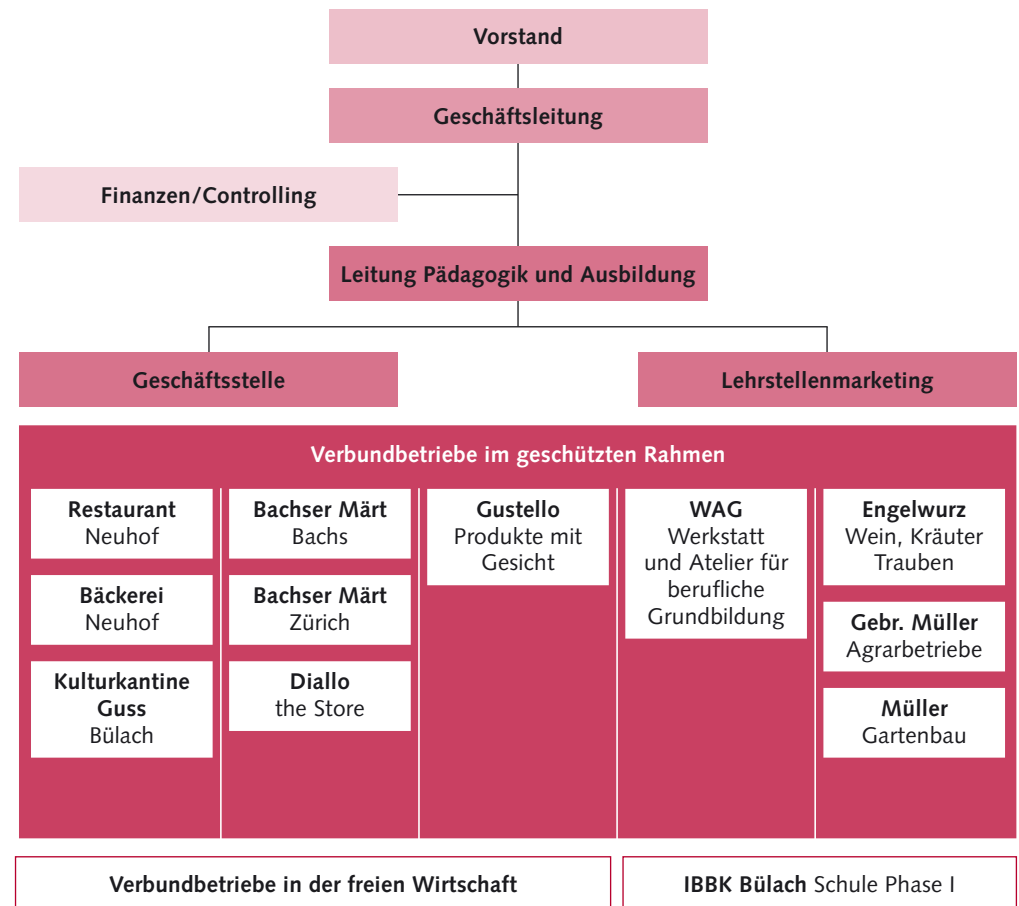 Vorstand
Geschäftsleitung
Finanzen/Controlling
Leitung Pädagogik und Ausbildung
Geschäftsstelle
Lehrstellenmarketing
Verbundbetriebe im geschützten Rahmen
Restaurant
Neuhof
Bäckerei
Neuhof
Kulturkantine
Guss
Bülach
Bachser Märt
Bachs
Bachser Märt
Zürich
Diallo
the Store
Gustello
Produkte mit
Gesicht
WAG
Werkstatt
und Atelier für
berufliche
Grundbildung
Engelwurz
Wein, Kräuter
Trauben
Gebr. Müller
Agrarbetriebe
Müller
Gartenbau
Verbundbetriebe in der freien Wirtschaft
IBBK Bülach Schule Phase I